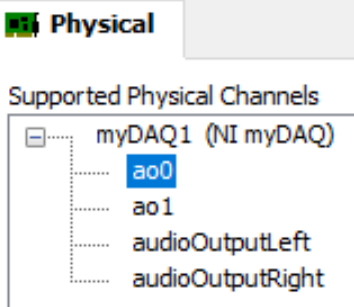 Physical
Supported Physical Channels
myDAQ1 (NI myDAQ)
ao0
ao1
audioOutputLeft
audioOutputRight